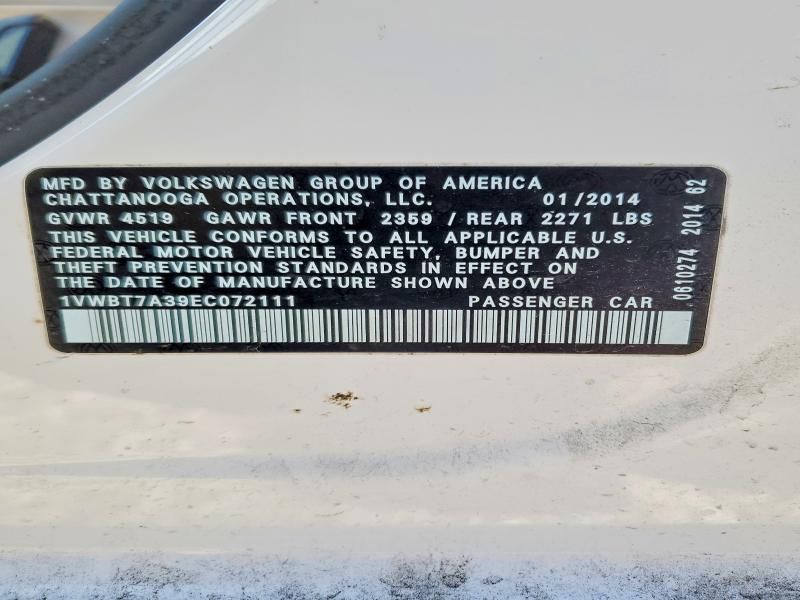 MFD BY VOLKSWAGEN GROUP OF AMERICA
CHATTANOOGA OPERATIONS, LLC. 01/2014
GVWR 4519 GAWR FRONT 2359 / REAR 2271 LBS
THIS VEHICLE CONFORMS TO ALL APPLICABLE U.S.
FEDERAL MOTOR VEHICLE SAFETY, BUMPER AND
THEFT PREVENTION STANDARDS IN EFFECT ON
THE DATE OF MANUFACTURE SHOWN ABOVE
1VWBT7A39EC072111 PASSENGER CAR
0610274 2014 62